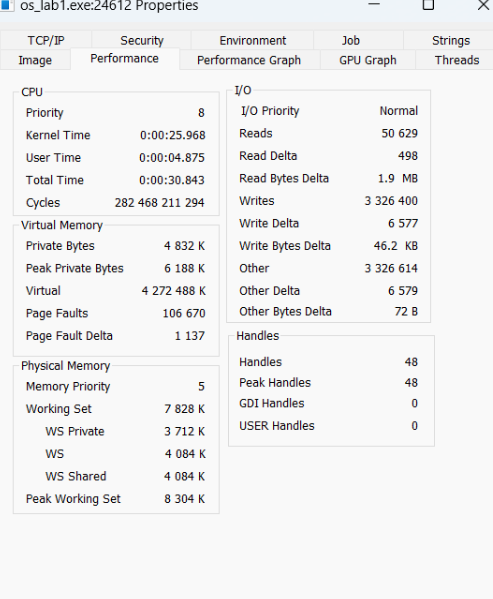 os_lab1.exe:24612 Properties
TCP/IP Security Environment Job Strings
Image Performance Performance Graph GPU Graph Threads
CPU
Priority 8
Kernel Time 0:00:25.968
User Time 0:00:04.875
Total Time 0:00:30.843
Cycles 282 468 211 294
Virtual Memory
Private Bytes 4 832 K
Peak Private Bytes 6 188 K
Virtual 4 272 488 K
Page Faults 106 670
Page Fault Delta 1 137
Physical Memory
Memory Priority 5
Working Set 7 828 K
WS Private 3 712 K
WS 4 084 K
WS Shared 4 084 K
Peak Working Set 8 304 K
I/O
I/O Priority Normal
Reads 50 629
Read Delta 498
Read Bytes Delta 1.9 MB
Writes 3 326 400
Write Delta 6 577
Write Bytes Delta 46.2 KB
Other 3 326 614
Other Delta 6 579
Other Bytes Delta 72 B
Handles
Handles 48
Peak Handles 48
GDI Handles 0
USER Handles 0